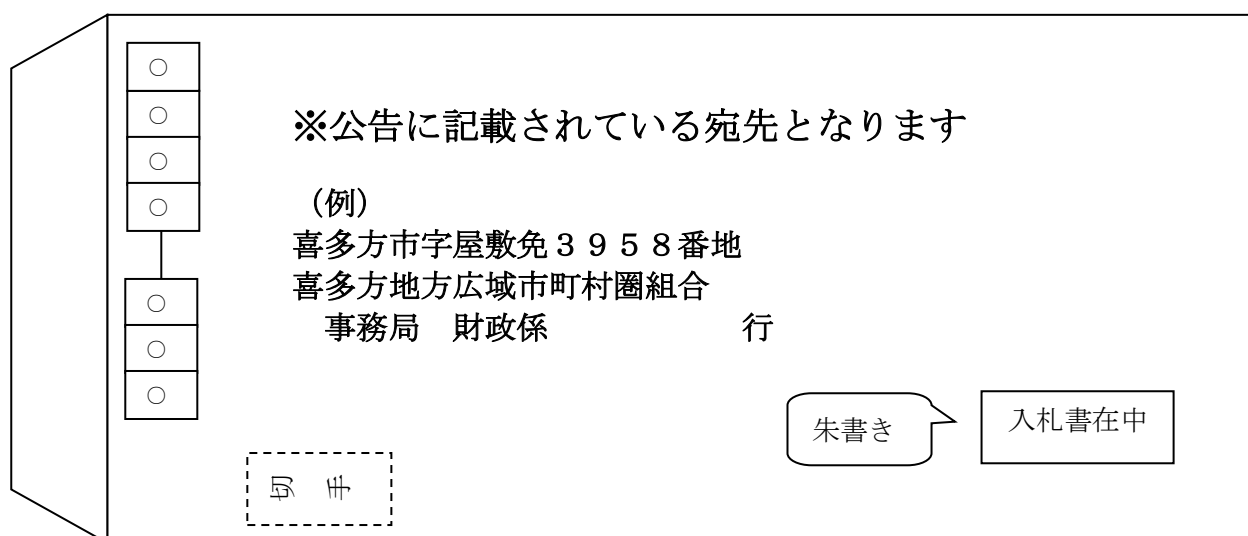 ○
○
○
○
○
○
○
※公告に記載されている宛先となります
（例）
喜多方市字屋敷免３９５８番地
喜多方地方広域市町村圏組合
事務局　財政係　　　　　　行
朱書き
入札書在中
切　手